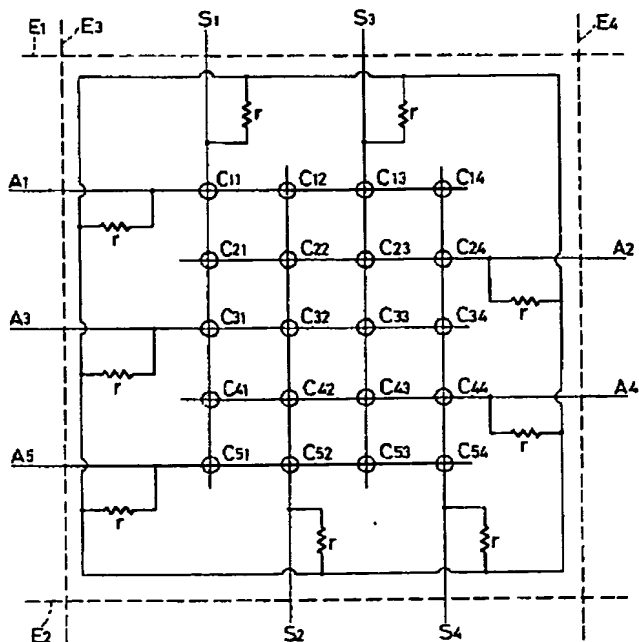 S1 S3
E1 E3 E4
r r
A1 C11 C12 C13 C14
r
C21 C22 C23 C24 A2
r
A3 C31 C32 C33 C34
r
C41 C42 C43 C44 A4
r
A5 C51 C52 C53 C54
r r r
E2 S2 S4